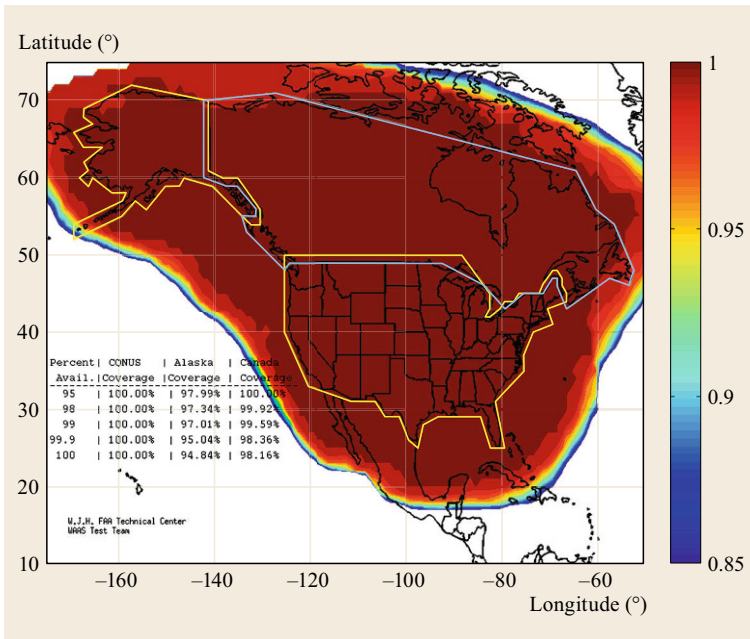 Latitude (°)
70
60
50
40
30
20
10
Percent| CONUS | Alaska | Canada
Avail.|Coverage |Coverage | Coverage
95 | 100.00% | 97.99% | 100.00%
98 | 100.00% | 97.34% | 99.92%
99 | 100.00% | 97.01% | 99.59%
99.9 | 100.00% | 95.04% | 98.36%
100 | 100.00% | 94.84% | 98.16%
W.J.H. FAA Technical Center
WAAS Test Team
–160
–140
–120
–100
–80
–60
Longitude (°)
1
0.95
0.9
0.85